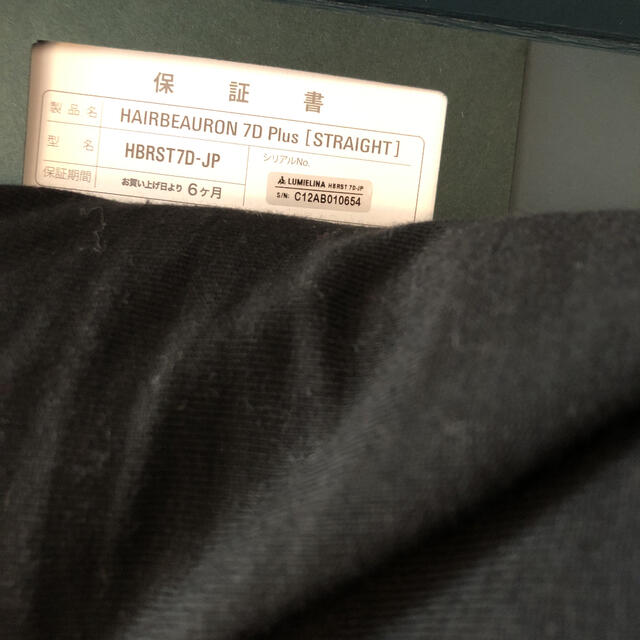 保証書
製品名 HAIRBEAURON 7D Plus [STRAIGHT]
型名 HBRST7D-JP
シリアルNo.
保証期間 お買い上げ日より 6ヶ月
LUMIELINA HBRST7D-JP
S/N: C12AB010654